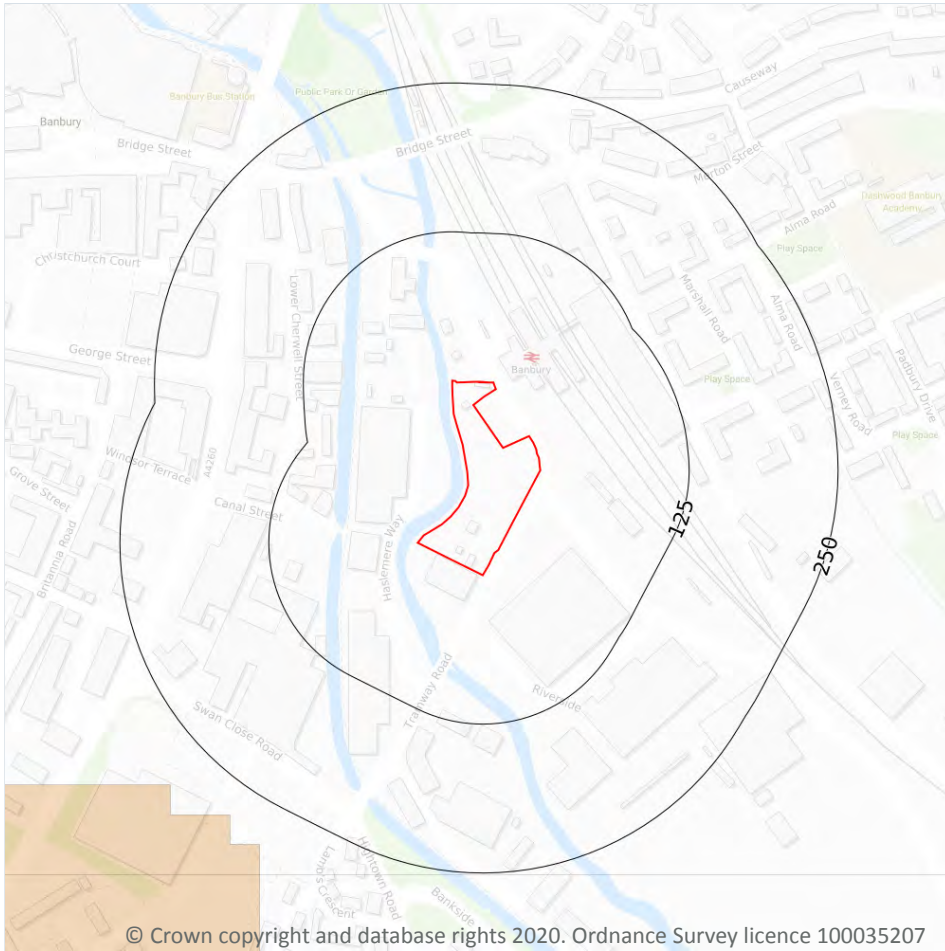 Causeway
Public Park Or Garden
Banbury Bus Station
Banbury
Bridge Street
Bridge Street
Merton Street
Dashwood Banbury
Academy
Alma Road
Play Space
Christchurch Court
Lower Cherwell Street
Marshall Road
Alma Road
George Street
Banbury
Padbury Drive
Play Space
Verney Road
Play Space
Windsor Terrace
A4260
Grove Street
Canal Street
125
Britannia Road
Haslemere Way
250
Tramway Road
Riverside
Swan Close Road
Hightown Road
Lamb's
Crescent
Bankside
© Crown copyright and database rights 2020. Ordnance Survey licence 100035207